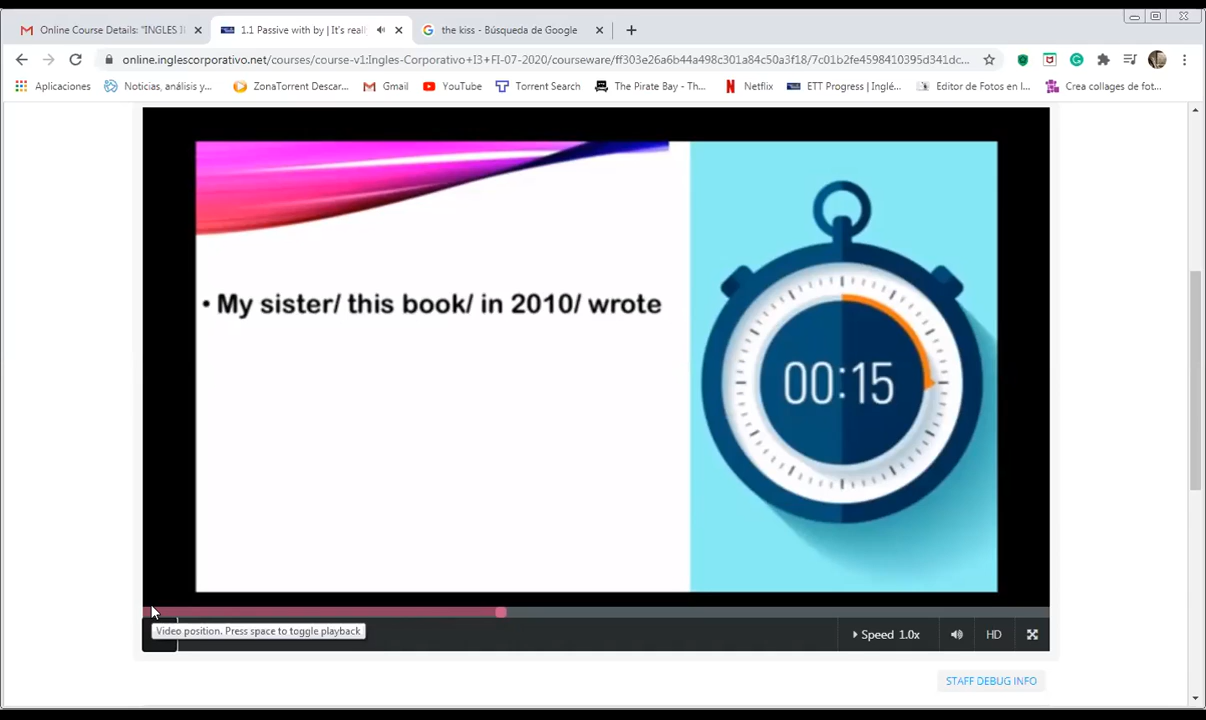 Online Course Details: "INGLES I
1.1 Passive with by | It's real
the kiss - Búsqueda de Google
online.inglescorporativo.net/courses/course-v1:Ingles-Corporativo+I3+FI-07-2020/courseware/ff303e26a6b44a498c301a84c50a3f18/7c01b2fe4598410395d341dc...
Aplicaciones
Noticias, análisis y...
ZonaTorrent Descar...
Gmail
YouTube
Torrent Search
The Pirate Bay - Th...
Netflix
ETT Progress | Inglé...
Editor de Fotos en l...
Crea collages de fot...
• My sister/ this book/ in 2010/ wrote
00:15
Video position. Press space to toggle playback
Speed 1.0x
HD
STAFF DEBUG INFO